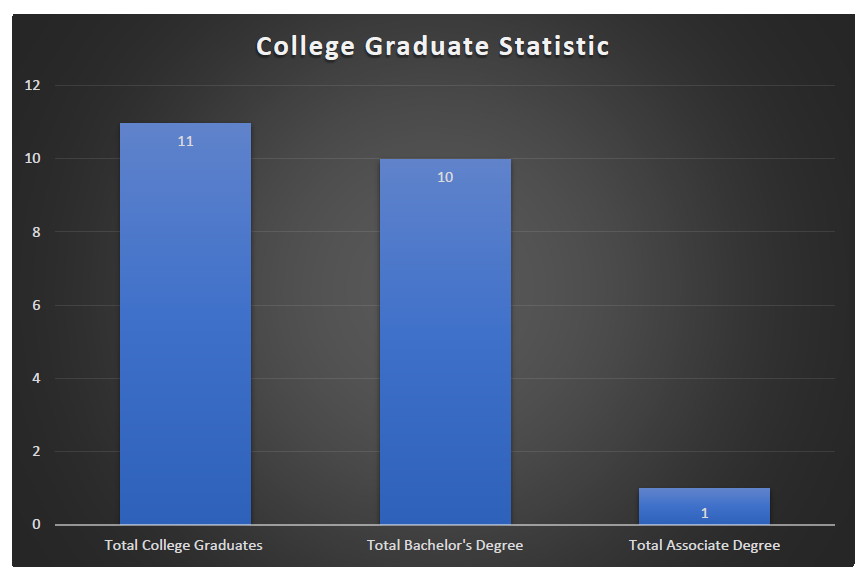 College Graduate Statistic
12
10
8
6
4
2
0
11
10
1
Total College Graduates
Total Bachelor's Degree
Total Associate Degree